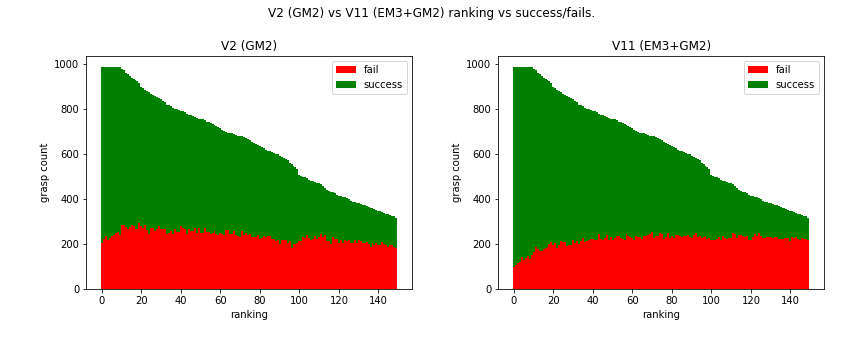 V2 (GM2) vs V11 (EM3+GM2) ranking vs success/fails.
V2 (GM2)
fail
success
1000
800
600
400
200
0
grasp count
0 20 40 60 80 100 120 140
ranking
V11 (EM3+GM2)
fail
success
1000
800
600
400
200
0
grasp count
0 20 40 60 80 100 120 140
ranking